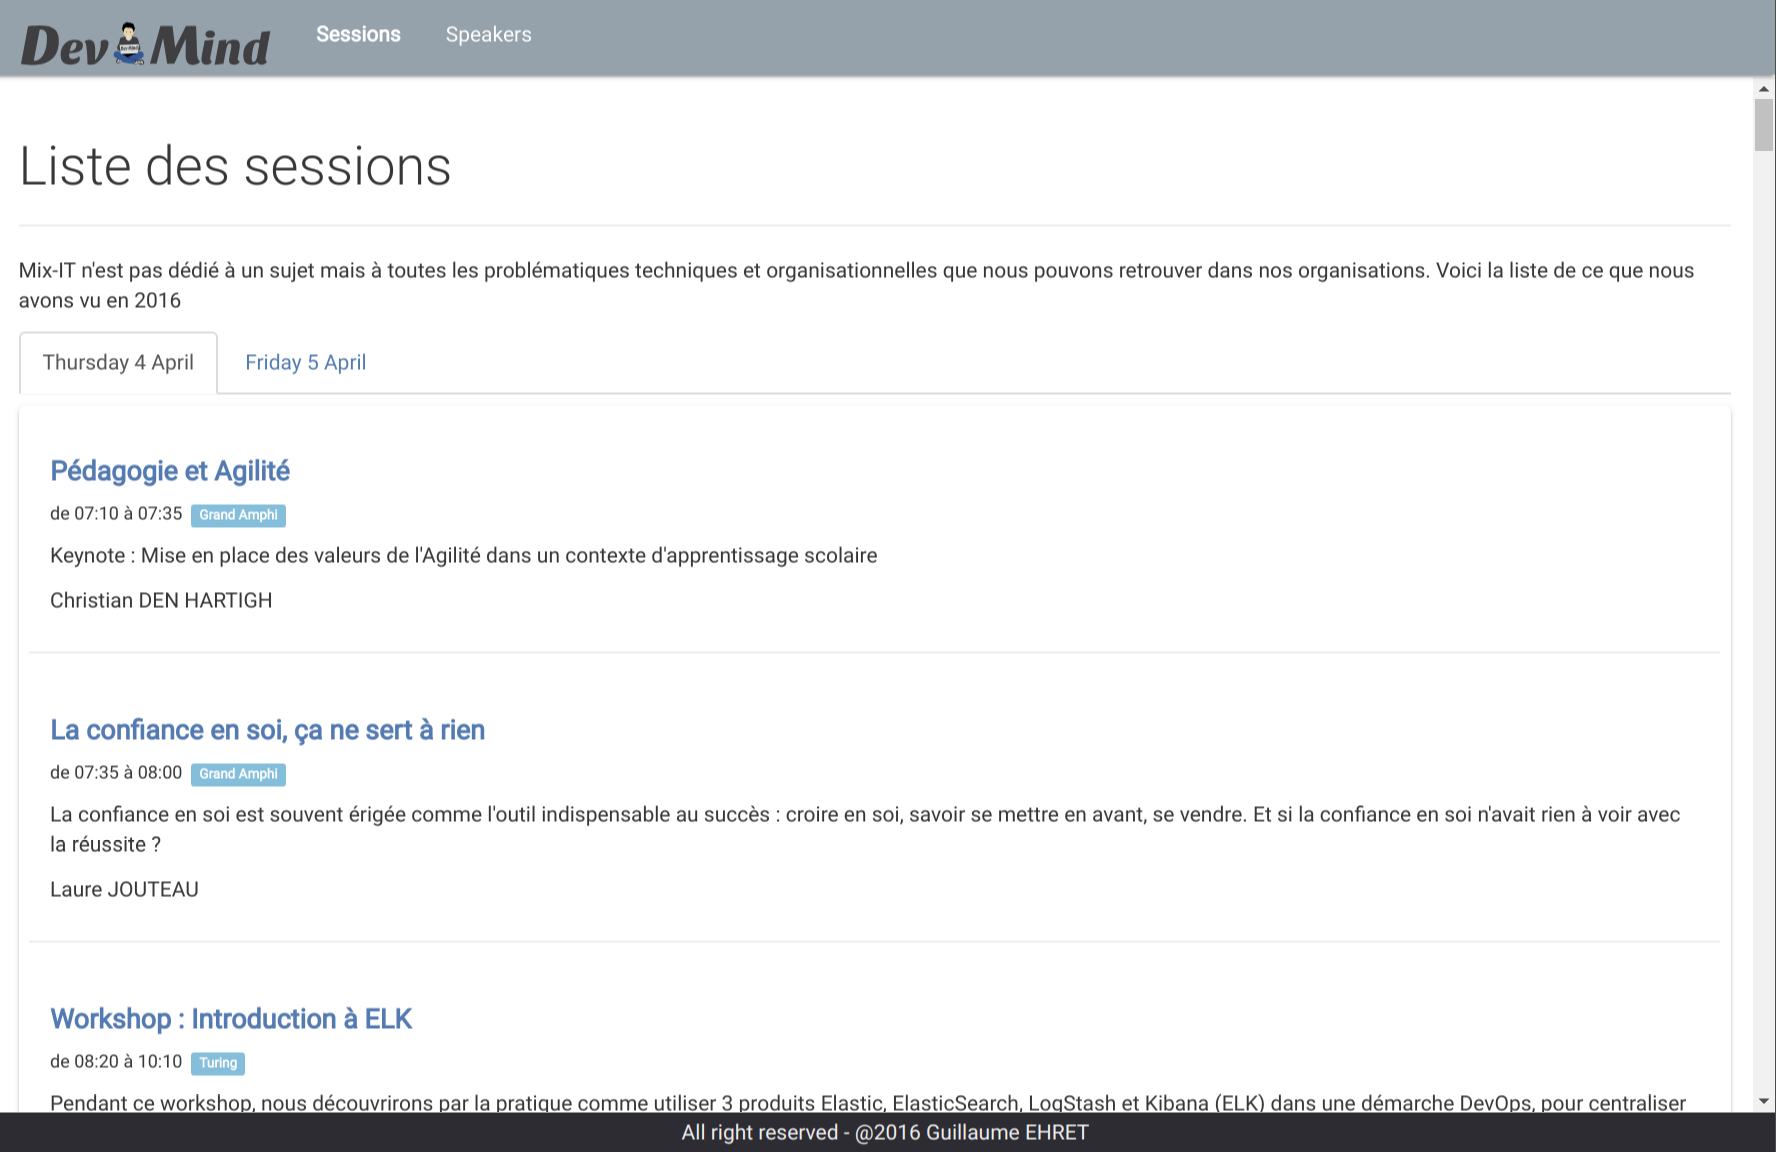 Dev Mind
Sessions
Speakers
Liste des sessions
Mix-IT n'est pas dédié à un sujet mais à toutes les problématiques techniques et organisationnelles que nous pouvons retrouver dans nos organisations. Voici la liste de ce que nous
avons vu en 2016
Thursday 4 April
Friday 5 April
Pédagogie et Agilité
de 07:10 à 07:35 Grand Amphi
Keynote : Mise en place des valeurs de l'Agilité dans un contexte d'apprentissage scolaire
Christian DEN HARTIGH
La confiance en soi, ça ne sert à rien
de 07:35 à 08:00 Grand Amphi
La confiance en soi est souvent érigée comme l'outil indispensable au succès : croire en soi, savoir se mettre en avant, se vendre. Et si la confiance en soi n'avait rien à voir avec
la réussite ?
Laure JOUTEAU
Workshop : Introduction à ELK
de 08:20 à 10:10 Turing
Pendant ce workshop, nous découvrirons par la pratique comme utiliser 3 produits Elastic, ElasticSearch, LogStash et Kibana (ELK) dans une démarche DevOps, pour centraliser
All right reserved - @2016 Guillaume EHRET